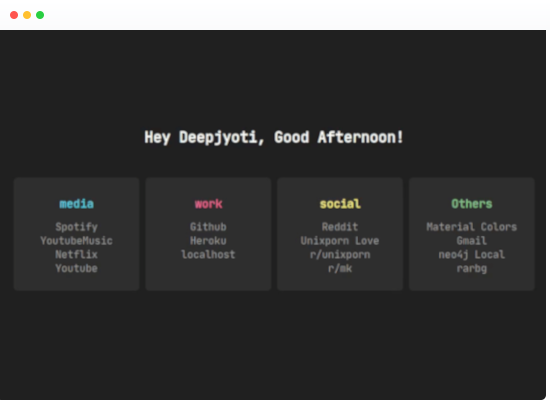 Hey Deepjyoti, Good Afternoon!
media
Spotify
YoutubeMusic
Netflix
Youtube
work
Github
Heroku
localhost
social
Reddit
Unixporn Love
r/unixporn
r/mk
Others
Material Colors
Gmail
neo4j Local
rarbg